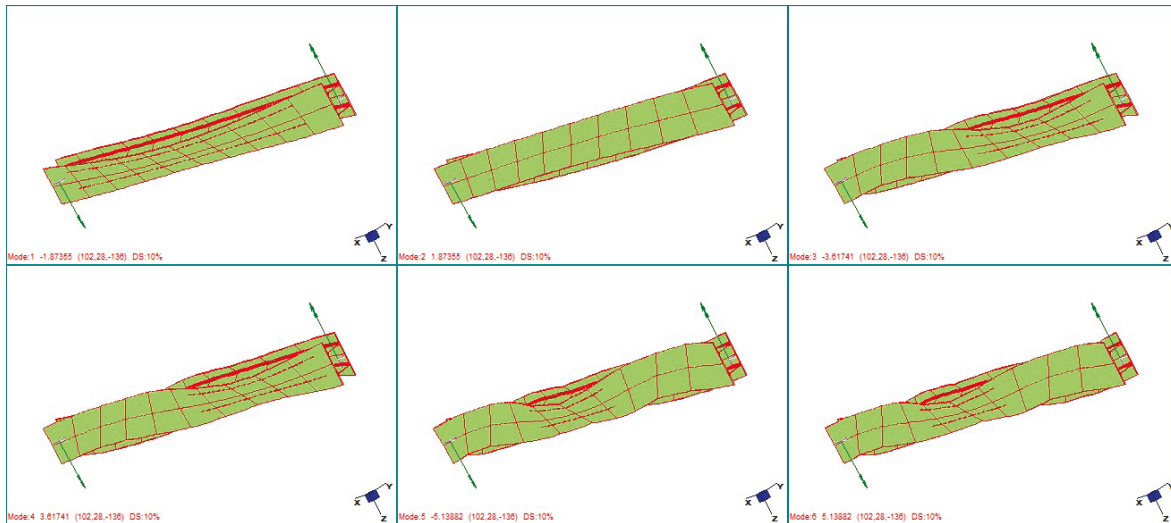 Y
X
Z
Mode:1 -1.87355 (102,28,-136) DS:10%
Y
X
Z
Mode:2 1.87355 (102,28,-136) DS:10%
Y
X
Z
Mode:3 -3.61741 (102,28,-136) DS:10%
Y
X
Z
Mode:4 3.61741 (102,28,-136) DS:10%
Y
X
Z
Mode:5 -5.13882 (102,28,-136) DS:10%
Y
X
Z
Mode:6 5.13882 (102,28,-136) DS:10%